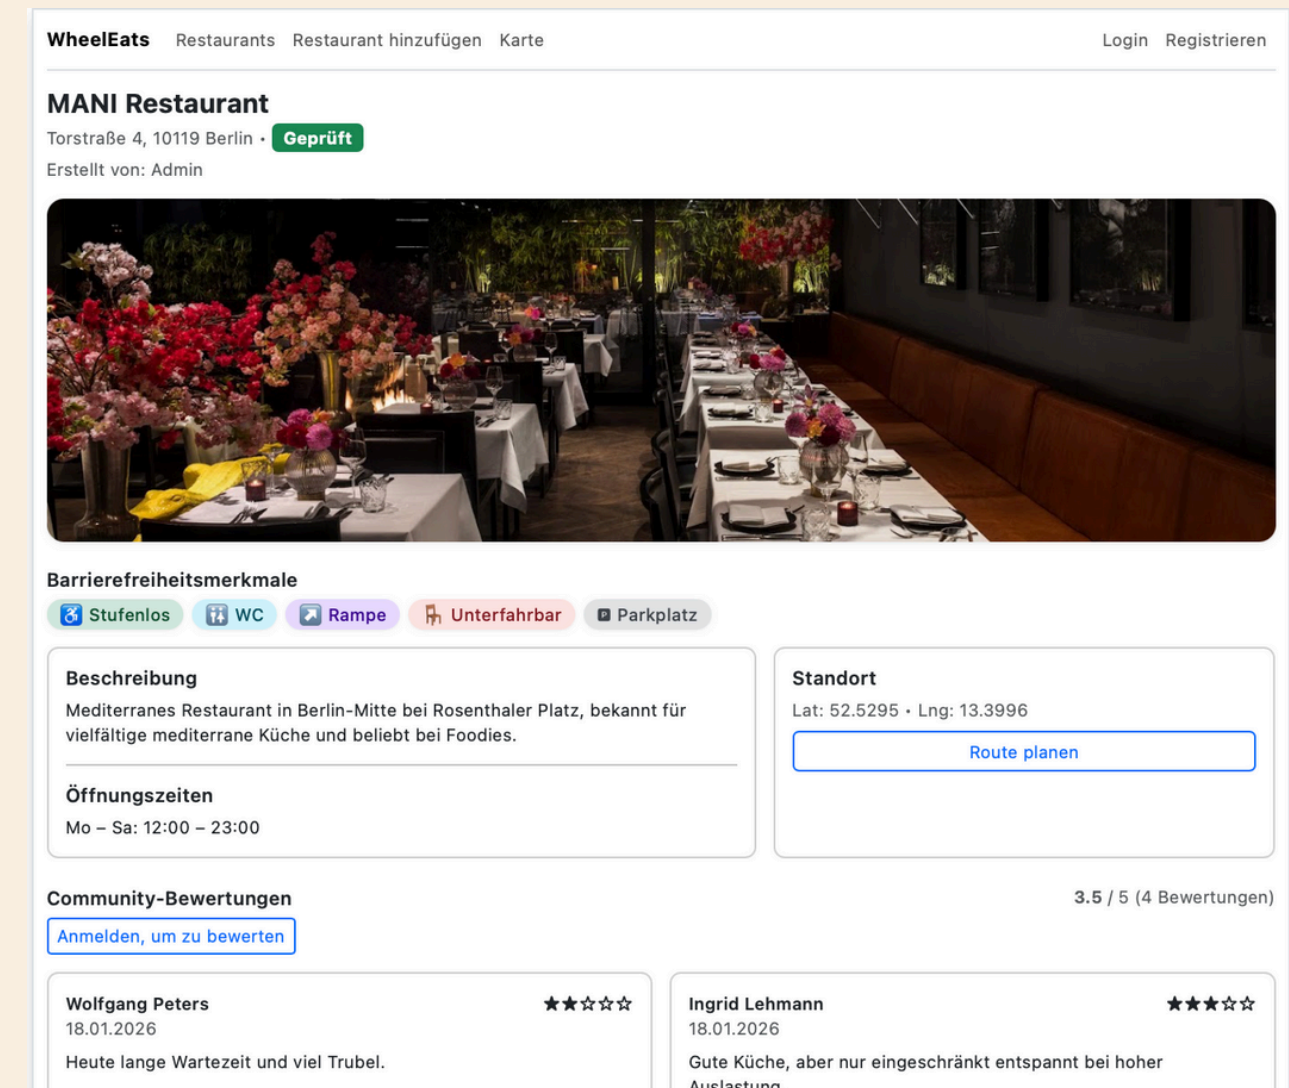 WheelEats Restaurants Restaurant hinzufügen Karte Login Registrieren
MANI Restaurant
Torstraße 4, 10119 Berlin • Geprüft
Erstellt von: Admin
Barrierefreiheitsmerkmale
Stufenlos WC Rampe Unterfahrbar P Parkplatz
Beschreibung
Mediterranes Restaurant in Berlin-Mitte bei Rosenthaler Platz, bekannt für
vielfältige mediterrane Küche und beliebt bei Foodies.
Öffnungszeiten
Mo – Sa: 12:00 – 23:00
Standort
Lat: 52.5295 • Lng: 13.3996
Route planen
Community-Bewertungen
3.5 / 5 (4 Bewertungen)
Anmelden, um zu bewerten
Wolfgang Peters ★★☆☆☆
18.01.2026
Heute lange Wartezeit und viel Trubel.
Ingrid Lehmann ★★★☆☆
18.01.2026
Gute Küche, aber nur eingeschränkt entspannt bei hoher
Auslastung